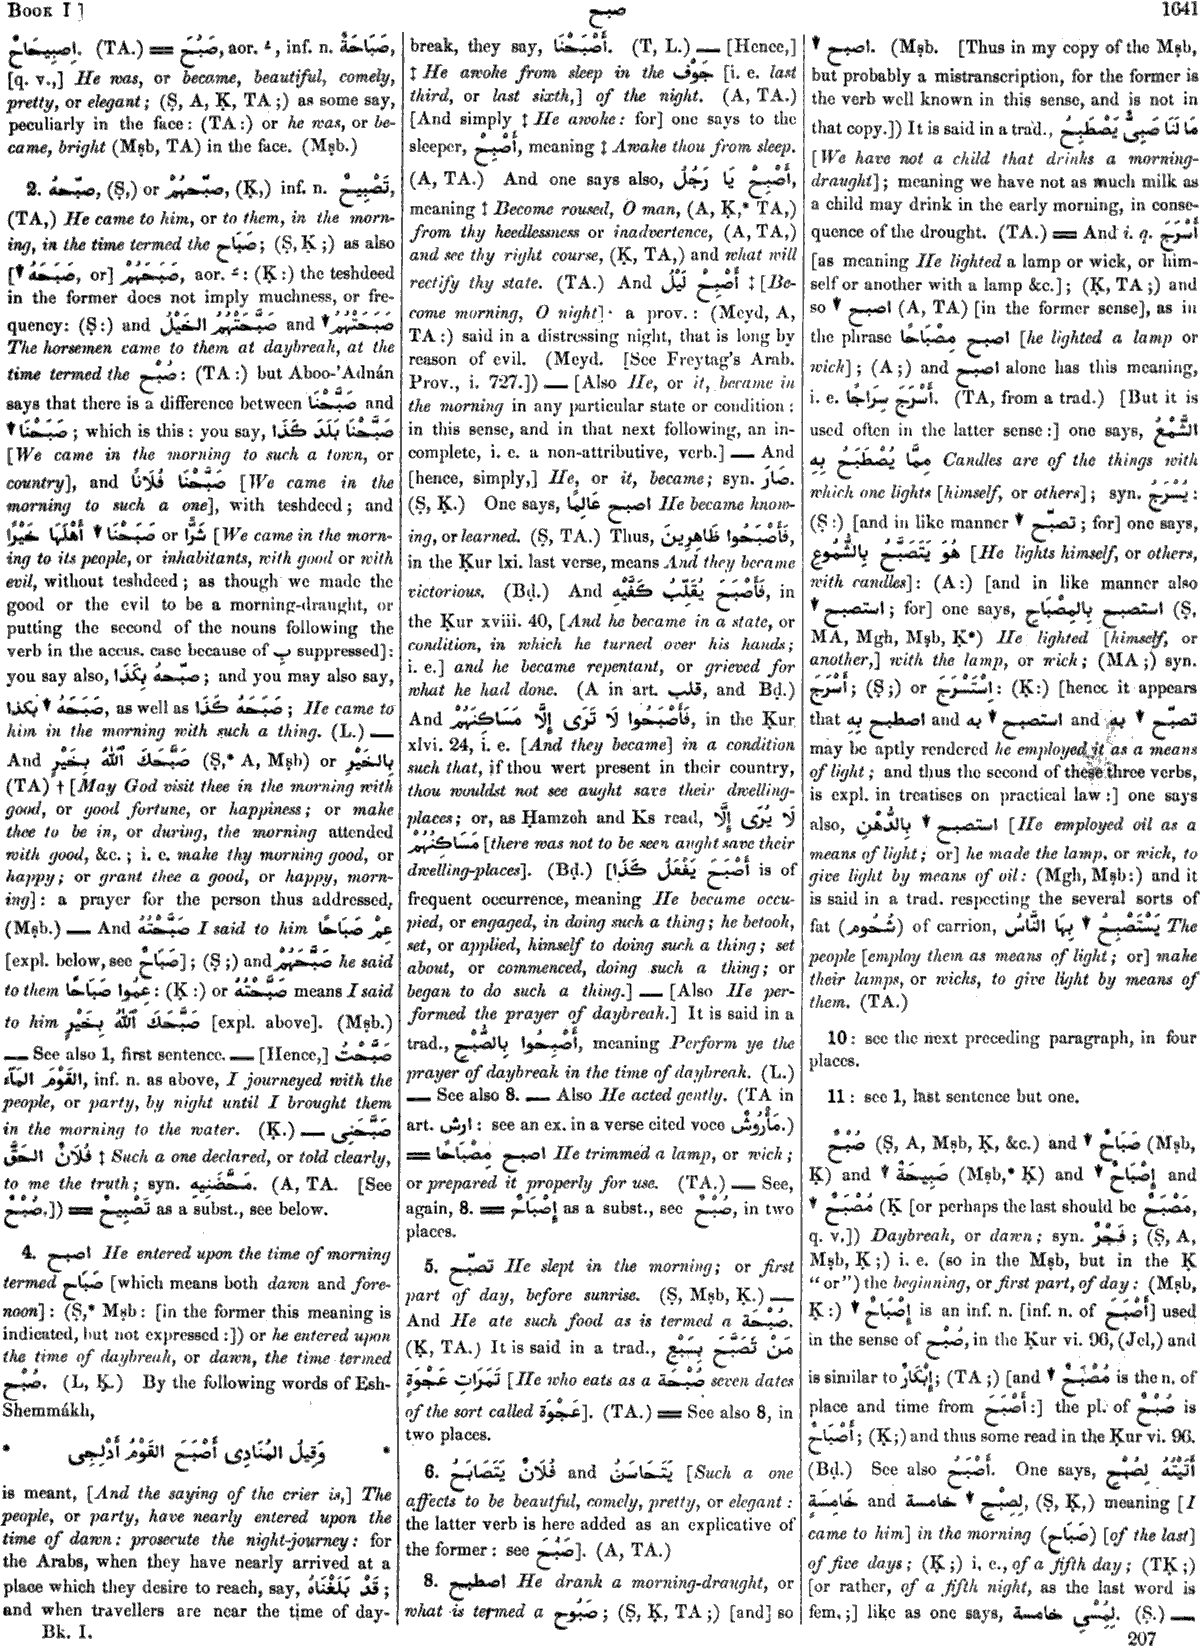 BOOK I.]
صبح
1641
اِصْبِيحَاحٌ. (TA.) = صَبُحَ, aor. ـُ, inf. n. صَبَاحَةٌ,
[q. v.,] He was, or became, beautiful, comely,
pretty, or elegant; (Ṣ, A, Ḳ, TA;) as some say,
peculiarly in the face: (TA:) or he was, or be-
came, bright (Mṣb, TA) in the face. (Mṣb.)
2. صبّحهُ, (Ṣ,) or صبّحهُمْ, (Ḳ,) inf. n. تَصْبِيحٌ,
(TA,) He came to him, or to them, in the morn-
ing, in the time termed the صَبَاح; (Ṣ, Ḳ;) as also
[صَبَحَهُ▼, or] صَبَحَهُمْ, aor. ـَ: (Ḳ:) the teshdeed
in the former does not imply muchness, or fre-
quency: (Ṣ:) and صَبَّحَتْهُمُ الخَيْلُ and صَبَحَتْهُمْ▼
The horsemen came to them at daybreak, at the
time termed the صُبْح: (TA:) but Aboo-'Adnán
says that there is a difference between صَبَّحْنَا and
صَبَحْنَا▼; which is this: you say, صَبَّحْنَا بَلَدَ كَذَا
[We came in the morning to such a town, or
country], and صَبَّحْنَا فُلَانًا [We came in the
morning to such a one], with teshdeed; and
صَبَحْنَا▼ أَهْلَهَا خَيْرًا or شَرًّا [We came in the morn-
ing to its people, or inhabitants, with good or with
evil, without teshdeed; as though we made the
good or the evil to be a morning-draught, or
putting the second of the nouns following the
verb in the accus. case because of بِ suppressed]:
you say also, صبّحهُ بِكَذَا; and you may also say,
صَبَحَهُ▼ بكذا, as well as صَبَحَهُ كَذَا; He came to
him in the morning with such a thing. (L.) —
And صَبَّحَكَ ٱللّٰهُ بِخَيْرٍ (Ṣ,* A, Mṣb) or بِالخَيْرِ
(TA) † [May God visit thee in the morning with
good, or good fortune, or happiness; or make
thee to be in, or during, the morning attended
with good, &c.; i. e. make thy morning good, or
happy; or grant thee a good, or happy, morn-
ing]: a prayer for the person thus addressed,
(Mṣb.) — And صَبَّحْتُهُ I said to him عِمْ صَبَاحًا
[expl. below, see صَبَاحٌ]; (Ṣ;) and صَبَّحَهُمْ he said
to them عِمُوا صَبَاحًا: (Ḳ:) or صَبَّحْتُهُ means I said
to him صَبَّحَكَ ٱللّٰهُ بِخَيْرٍ [expl. above]. (Mṣb.)
— See also 1, first sentence. — [Hence,] صَبَّحْتُ
القَوْمَ المَآءَ, inf. n. as above, I journeyed with the
people, or party, by night until I brought them
in the morning to the water. (Ḳ.) — صَبَّحَنِى
فُلَانٌ الحَقَّ ‡ Such a one declared, or told clearly,
to me the truth; syn. مَحَّضَنِيهِ. (A, TA. [See
صُبْحٌ.]) = تَصْبِيحٌ as a subst., see below.
4. اصبح He entered upon the time of morning
termed صَبَاح [which means both dawn and fore-
noon]: (Ṣ,* Mṣb: [in the former this meaning is
indicated, but not expressed:]) or he entered upon
the time of daybreak, or dawn, the time termed
صُبْح. (L, Ḳ.) By the following words of Esh-
Shemmákh,
* وَقِيلُ المُنَادِى أَصْبَحَ القَوْمُ أَدْلِجِى *
is meant, [And the saying of the crier is,] The
people, or party, have nearly entered upon the
time of dawn: prosecute the night-journey: for
the Arabs, when they have nearly arrived at a
place which they desire to reach, say, قَدْ بَلَغْنَاهُ;
and when travellers are near the time of day-
Bk. I.
break, they say, أَصْبَحْنَا. (T, L.) — [Hence,]
‡ He awoke from sleep in the جَوْف [i. e. last
third, or last sixth,] of the night. (A, TA.)
[And simply ‡ He awoke: for] one says to the
sleeper, أَصْبِحْ, meaning ‡ Awake thou from sleep.
(A, TA.) And one says also, أَصْبِحْ يَا رَجُلُ,
meaning ‡ Become roused, O man, (A, Ḳ,* TA,)
from thy heedlessness or inadvertence, (A, TA,)
and see thy right course, (Ḳ, TA,) and what will
rectify thy state. (TA.) And أَصْبِحْ لَيْلُ ‡ [Be-
come morning, O night]· a prov.: (Meyd, A,
TA:) said in a distressing night, that is long by
reason of evil. (Meyd. [See Freytag's Arab.
Prov., i. 727.]) — [Also He, or it, became in
the morning in any particular state or condition:
in this sense, and in that next following, an in-
complete, i. e. a non-attributive, verb.] — And
[hence, simply,] He, or it, became; syn. صَارَ.
(Ṣ, Ḳ.) One says, اصبح عَالِمًا He became know-
ing, or learned. (Ṣ, TA.) Thus, فَأَصْبَحُوا ظَاهِرِينَ,
in the Ḳur lxi. last verse, means And they became
victorious. (Bḍ.) And فَأَصْبَحَ يُقَلِّبُ كَفَّيْهِ, in
the Ḳur xviii. 40, [And he became in a state, or
condition, in which he turned over his hands;
i. e.] and he became repentant, or grieved for
what he had done. (A in art. قلب, and Bḍ.)
And فَأَصْبَحُوا لَا تَرَى إِلَّا مَسَاكِنَهُمْ, in the Ḳur
xlvi. 24, i. e. [And they became] in a condition
such that, if thou wert present in their country,
thou wouldst not see aught save their dwelling-
places; or, as Ḥamzeh and Ks read, لَا يُرَى إِلَّا
مَسَاكِنُهُمْ [there was not to be seen aught save their
dwelling-places]. (Bḍ.) [أَصْبَحَ يَفْعَلُ كَذَا is of
frequent occurrence, meaning He became occu-
pied, or engaged, in doing such a thing; he betook,
set, or applied, himself to doing such a thing; set
about, or commenced, doing such a thing; or
began to do such a thing.] — [Also He per-
formed the prayer of daybreak.] It is said in a
trad., أَصْبِحُوا بِالصُّبْحِ, meaning Perform ye the
prayer of daybreak in the time of daybreak. (L.)
— See also 8. — Also He acted gently. (TA in
art. ارش: see an ex. in a verse cited voce مَأْرُوشٌ.)
= اصبح مِصْبَاحًا He trimmed a lamp, or wick;
or prepared it properly for use. (TA.) — See,
again, 8. = إِصْبَاحٌ as a subst., see صُبْحٌ, in two
places.
5. تصبّح He slept in the morning; or first
part of day, before sunrise. (Ṣ, Mṣb, Ḳ.) —
And He ate such food as is termed a صُبْحَة.
(Ḳ, TA.) It is said in a trad., مَنْ تَصَبَّحَ بِسَبْعِ
تَمَرَاتِ عَجْوَةٍ [He who eats as a صُبْحَة seven dates
of the sort called عَجْوَة]. (TA.) = See also 8, in
two places.
6. فُلَانٌ يَتَصَابَحُ and يَتَحَاسَنُ [Such a one
affects to be beautful, comely, pretty, or elegant:
the latter verb is here added as an explicative of
the former: see صَبُحَ]. (A, TA.)
8. اصطبح He drank a morning-draught, or
what is termed a صَبُوح; (Ṣ, Ḳ, TA;) [and] so
اصبح▼. (Mṣb. [Thus in my copy of the Mṣb,
but probably a mistranscription, for the former is
the verb well known in this sense, and is not in
that copy.]) It is said in a trad., مَا لَنَا صَبِىٌّ يَصْطَبِحُ
[We have not a child that drinks a morning-
draught]; meaning we have not as much milk as
a child may drink in the early morning, in conse-
quence of the drought. (TA.) = And i. q. أَسْرَجَ
[as meaning He lighted a lamp or wick, or him-
self or another with a lamp &c.]; (Ḳ, TA;) and
so اصبح▼ (A, TA) [in the former sense], as in
the phrase اصبح مِصْبَاحًا [he lighted a lamp or
wick]; (A;) and اصبح alone has this meaning,
i. e. أَسْرَجَ سِرَاجًا. (TA, from a trad.) [But it is
used often in the latter sense:] one says, الشَّمْعُ
مِمَّا يُصْطَبَحُ بِهِ Candles are of the things with
which one lights [himself, or others]; syn. يُسْرَجُ:
(Ṣ:) [and in like manner تصبّح▼; for] one says,
هُوَ يَتَصَبَّحُ بِالشُّمُوعِ [He lights himself, or others,
with candles]: (A:) [and in like manner also
استصبح▼; for] one says, استصبح بِالمِصْبَاحِ (Ṣ,
MA, Mgh, Mṣb, Ḳ*) He lighted [himself, or
another,] with the lamp, or wick; (MA;) syn.
أَسْرَجَ; (Ṣ;) or اِسْتَسْرَجَ: (Ḳ:) [hence it appears
that اصطبح بِهِ and استصبح▼ به and تصبّح▼ به
may be aptly rendered he employed it as a means
of light; and thus the second of these three verbs,
is expl. in treatises on practical law:] one says
also, استصبح▼ بِالدُّهْنِ [He employed oil as a
means of light; or] he made the lamp, or wick, to
give light by means of oil: (Mgh, Mṣb:) and it
is said in a trad. respecting the several sorts of
fat (شُحُوم) of carrion, يَسْتَصْبِحُ▼ بِهَا النَّاسُ The
people [employ them as means of light; or] make
their lamps, or wicks, to give light by means of
them. (TA.)
10: see the next preceding paragraph, in four
places.
11: see 1, last sentence but one.
صُبْحٌ (Ṣ, A, Mṣb, Ḳ, &c.) and صَبَاحٌ▼ (Mṣb,
Ḳ) and صَبِيحَةٌ▼ (Mṣb,* Ḳ) and إِصْبَاحٌ▼ and
مُصْبَحٌ▼ (Ḳ [or perhaps the last should be مَصْبَحٌ,
q. v.]) Daybreak, or dawn; syn. فَجْرٌ; (Ṣ, A,
Mṣb, Ḳ;) i. e. (so in the Mṣb, but in the Ḳ
"or") the beginning, or first part, of day: (Mṣb,
Ḳ:) إِصْبَاحٌ▼ is an inf. n. [inf. n. of أَصْبَحَ] used
in the sense of صُبْح, in the Ḳur vi. 96, (Jel,) and
is similar to إِبْكَارٌ; (TA;) [and مُصْبَحٌ▼ is the n. of
place and time from أَصْبَحَ:] the pl. of صُبْحٌ is
أَصْبَاحٌ; (Ḳ;) and thus some read in the Ḳur vi. 96.
(Bḍ.) See also أَصْبَحُ. One says, أَتَيْتُهُ لِصُبْحِ
خَامِسَةٍ and لِصِبْحِ▼ خامسة, (Ṣ, Ḳ,) meaning [I
came to him] in the morning (صَبَاح) [of the last]
of five days; (Ḳ;) i. e., of a fifth day; (TḲ;)
[or rather, of a fifth night, as the last word is
fem.;] like as one says, لِمُسْىِ خامسة. (Ṣ.) —
207